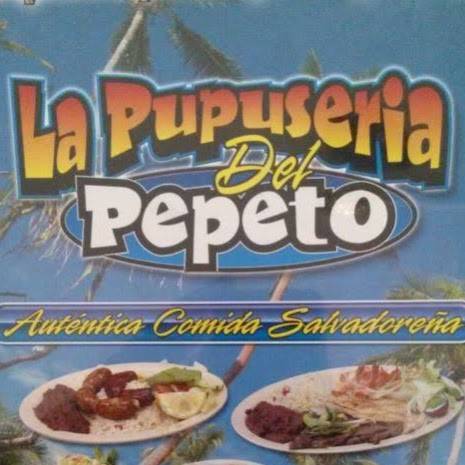 La Pupuseria
Del
Pepeto
Auténtica Comida Salvadoreña